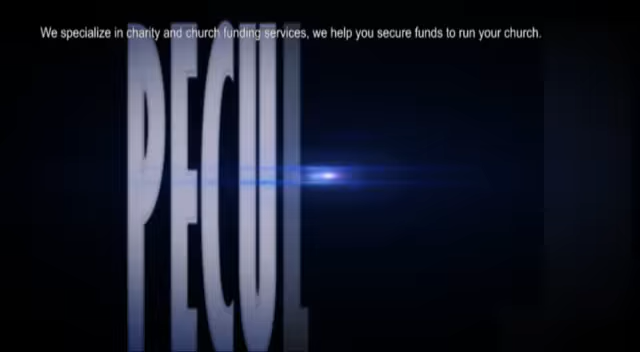 We specialize in charity and church funding services, we help you secure funds to run your church.
PECUL